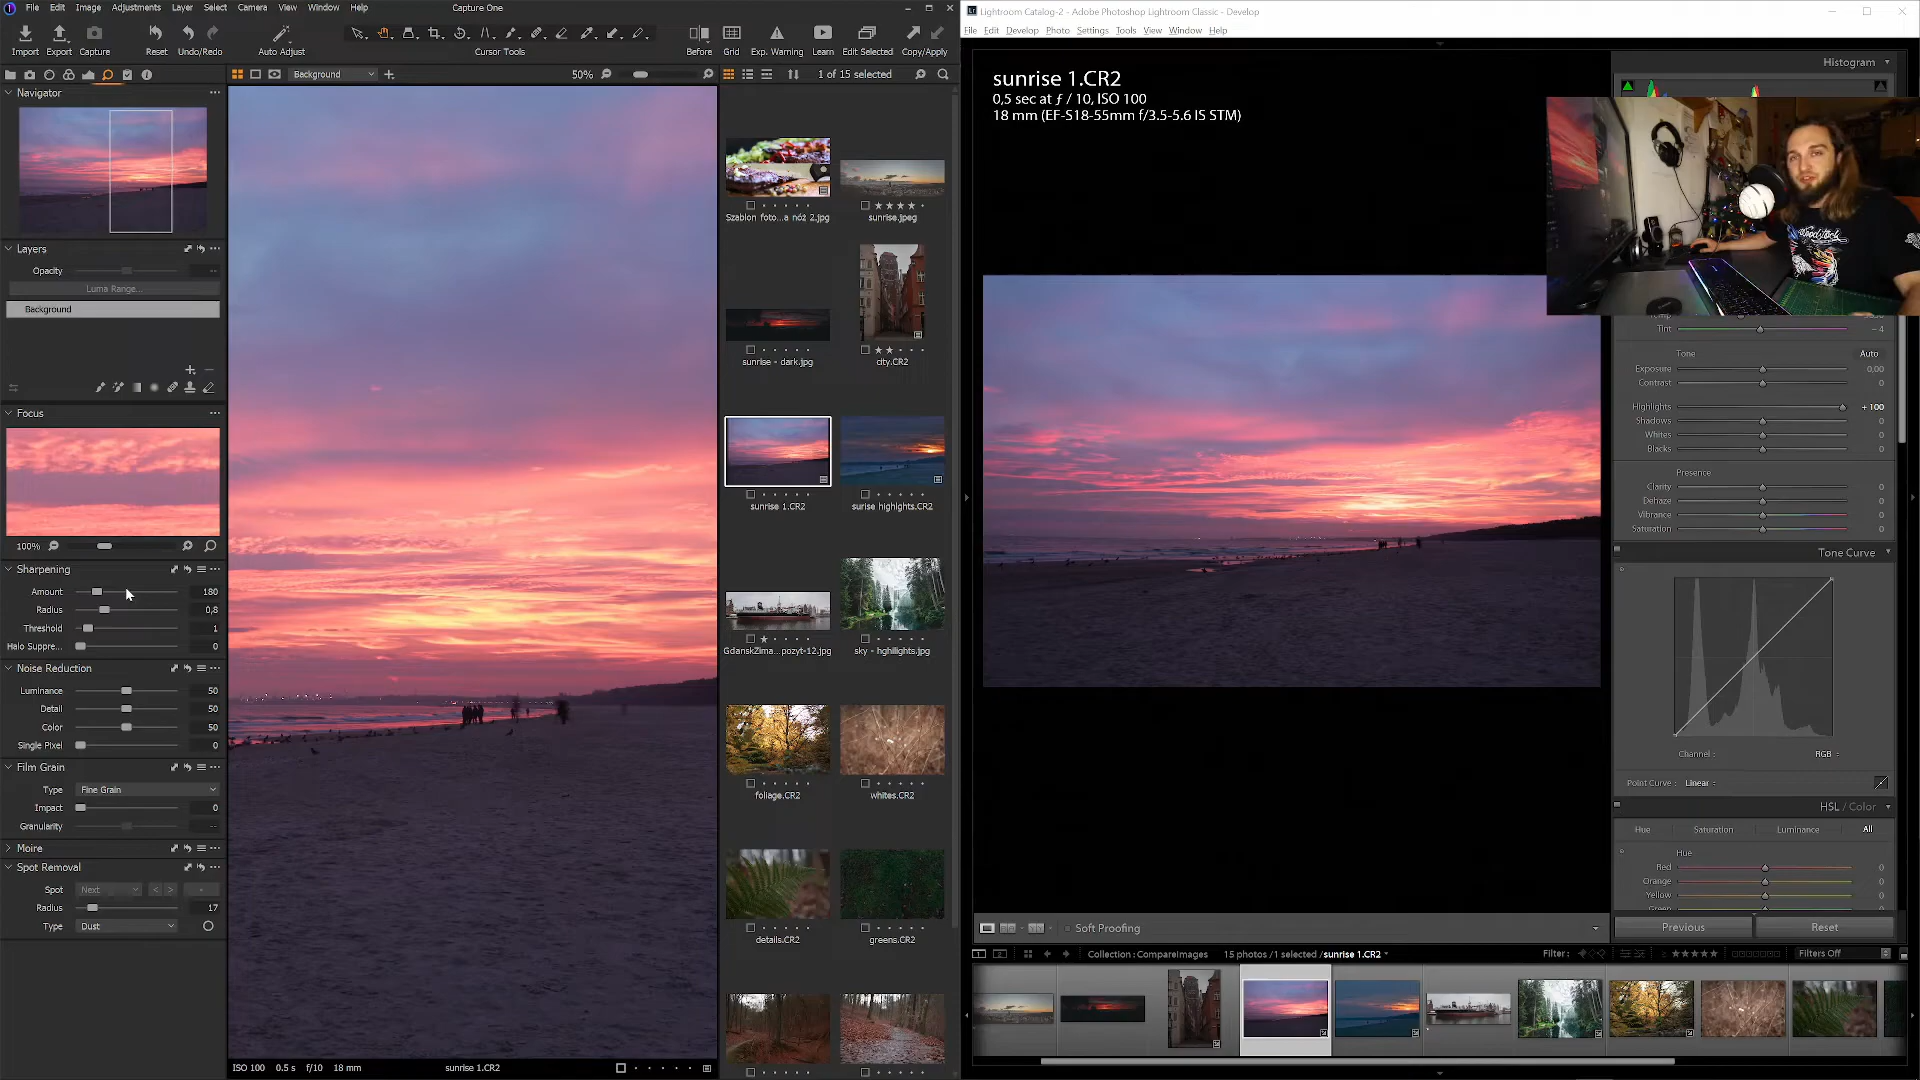 File Edit Image Adjustments Layer Select Camera View Window Help
Capture One
Import Export Capture Reset Undo/Redo Auto Adjust Cursor Tools Before Grid Exp. Warning Learn Edit Selected Copy/Apply
Background 50% 1 of 15 selected
Navigator
Layers
Opacity --
Luma Range...
Background
Focus
100%
Sharpening
Amount 180
Radius 0,8
Threshold 1
Halo Suppre... 0
Noise Reduction
Luminance 50
Detail 50
Color 50
Single Pixel 0
Film Grain
Type Fine Grain
Impact 0
Granularity --
Moire
Spot Removal
Spot Next
Radius 17
Type Dust
ISO 100 0.5 s f/10 18 mm sunrise 1.CR2
Szablon foto...a nóż 2.jpg sunrise.jpeg
sunrise - dark.jpg city.CR2
sunrise 1.CR2 surise highlights.CR2
GdanskZima...pozyt-12.jpg sky - hghilights.jpg
foliage.CR2 whites.CR2
details.CR2 greens.CR2
Lr Lightroom Catalog-2 - Adobe Photoshop Lightroom Classic - Develop
File Edit Develop Photo Settings Tools View Window Help
sunrise 1.CR2
0,5 sec at ƒ / 10, ISO 100
18 mm (EF-S18-55mm f/3.5-5.6 IS STM)
Histogram
Woodstock
Temp
Tint – 4
Tone Auto
Exposure 0,00
Contrast 0
Highlights + 100
Shadows 0
Whites 0
Blacks 0
Presence
Clarity 0
Dehaze 0
Vibrance 0
Saturation 0
Tone Curve
Channel : RGB
Point Curve : Linear
HSL / Color
Hue Saturation Luminance All
Hue
Red 0
Orange 0
Yellow 0
Green 0
Soft Proofing
Previous Reset
1 2 Collection : CompareImages 15 photos /1 selected /sunrise 1.CR2 Filter : Filters Off